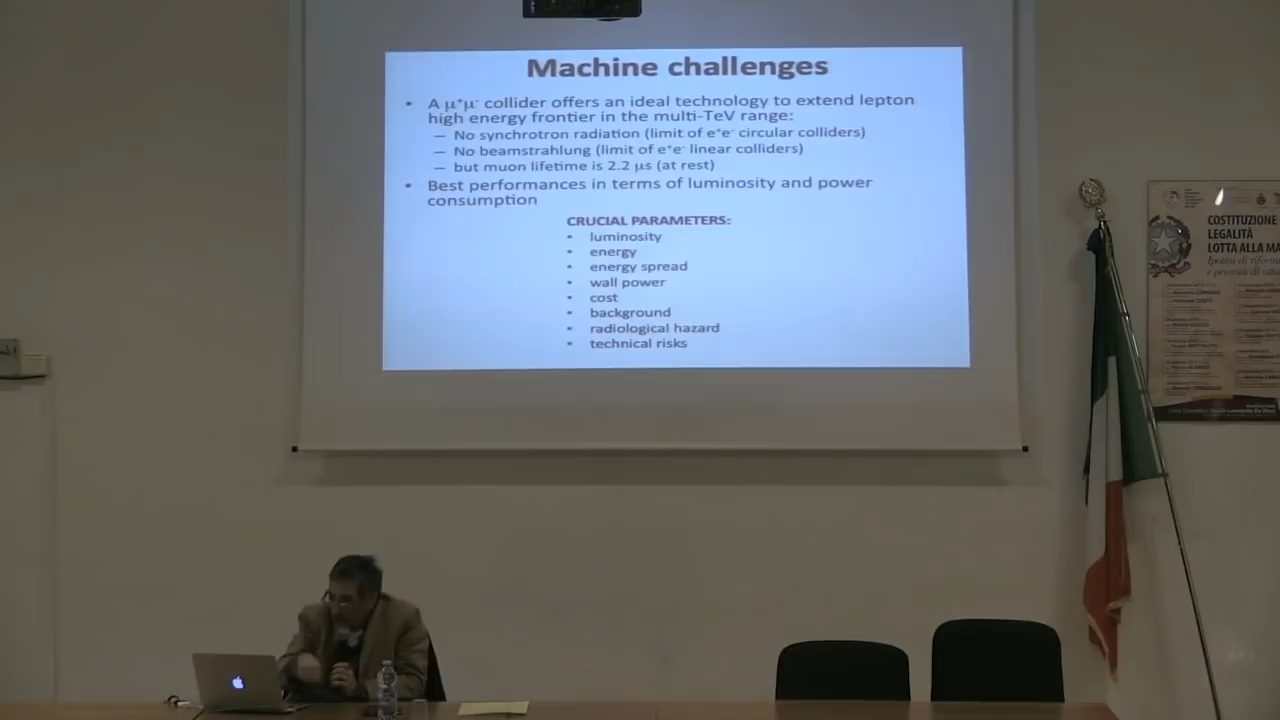 Machine challenges
• A μ⁺μ⁻ collider offers an ideal technology to extend lepton
high energy frontier in the multi-TeV range:
– No synchrotron radiation (limit of e⁺e⁻ circular colliders)
– No beamstrahlung (limit of e⁺e⁻ linear colliders)
– but muon lifetime is 2.2 μs (at rest)
• Best performances in terms of luminosity and power
consumption
CRUCIAL PARAMETERS:
• luminosity
• energy
• energy spread
• wall power
• cost
• background
• radiological hazard
• technical risks
COSTITUZIONE
LEGALITÀ
LOTTA ALLA MA